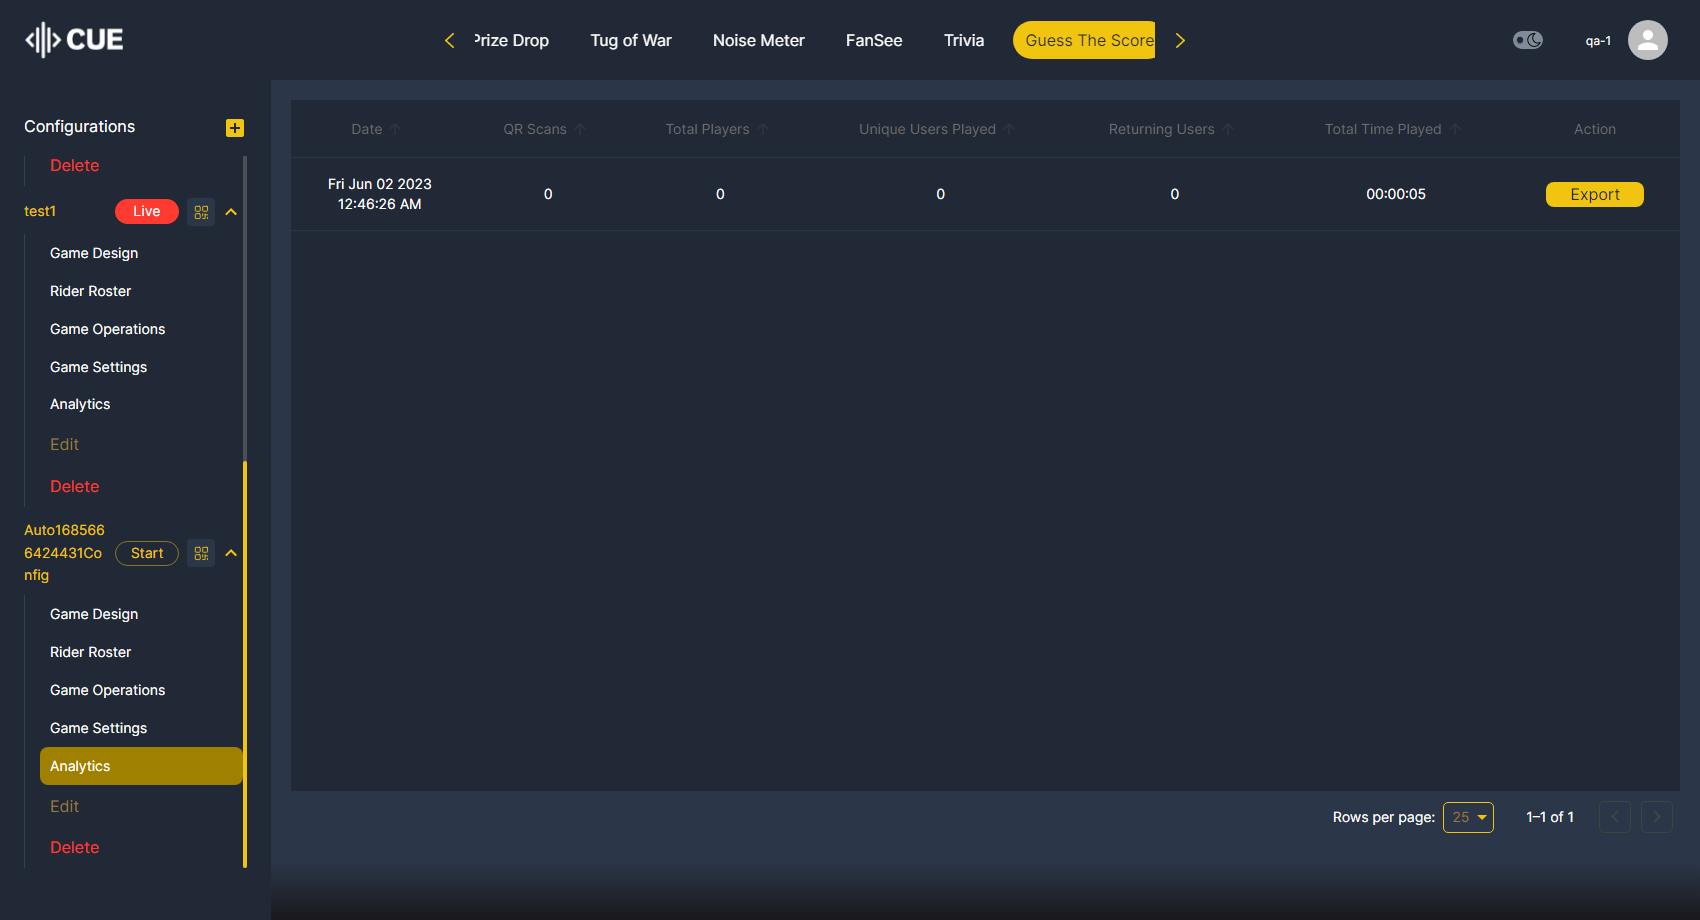 CUE
Prize Drop
Tug of War
Noise Meter
FanSee
Trivia
Guess The Score
qa-1
Configurations
Delete
test1
Live
Game Design
Rider Roster
Game Operations
Game Settings
Analytics
Edit
Delete
Auto168566
6424431Co
nfig
Start
Game Design
Rider Roster
Game Operations
Game Settings
Analytics
Edit
Delete
Date
QR Scans
Total Players
Unique Users Played
Returning Users
Total Time Played
Action
Fri Jun 02 2023
12:46:26 AM
0
0
0
0
00:00:05
Export
Rows per page:
25
1–1 of 1